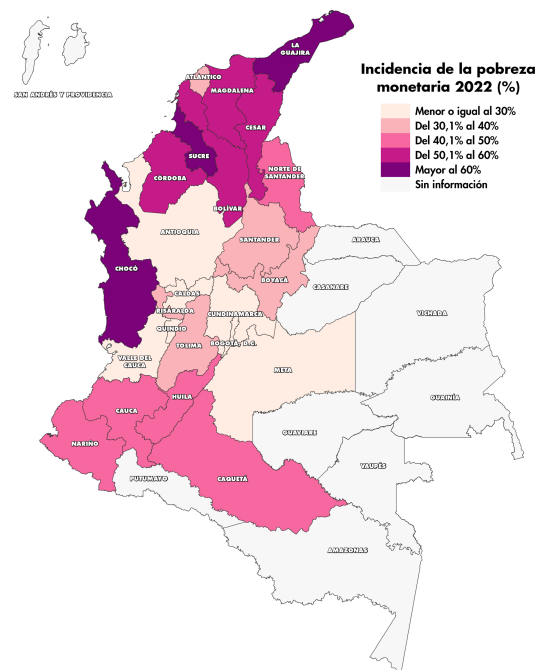 Incidencia de la pobreza
monetaria 2022 (%)
Menor o igual al 30%
Del 30,1% al 40%
Del 40,1% al 50%
Del 50,1% al 60%
Mayor al 60%
Sin información
SAN ANDRÉS Y PROVIDENCIA
LA
GUAJIRA
ATLÁNTICO
MAGDALENA
CESAR
SUCRE
CÓRDOBA
NORTE DE
SANTANDER
BOLÍVAR
ANTIOQUIA
SANTANDER
ARAUCA
CHOCÓ
BOYACÁ
CASANARE
CALDAS
RISARALDA
CUNDINAMARCA
VICHADA
QUINDÍO
BOGOTÁ, D.C.
TOLIMA
VALLE DEL
CAUCA
META
HUILA
GUAINÍA
CAUCA
GUAVIARE
NARIÑO
VAUPÉS
PUTUMAYO
CAQUETÁ
AMAZONAS